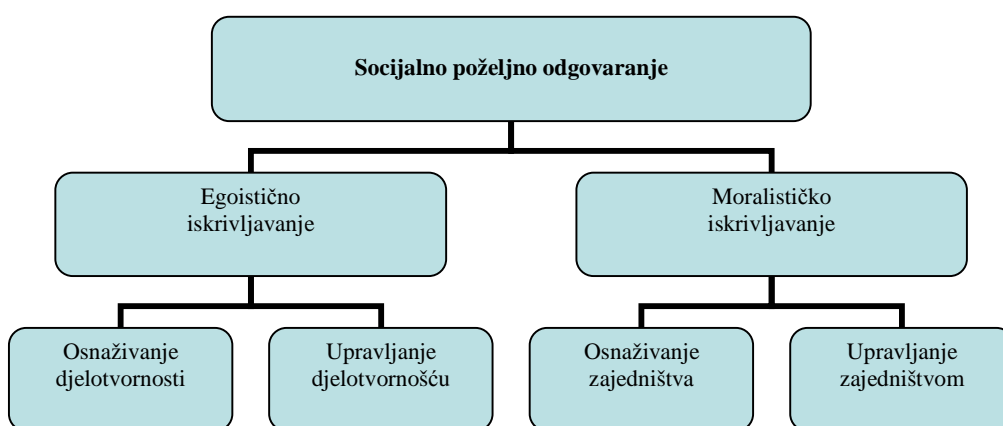 Socijalno poželjno odgovaranje
Egoistično
iskrivljavanje
Moralističko
iskrivljavanje
Osnaživanje
djelotvornosti
Upravljanje
djelotvornošću
Osnaživanje
zajedništva
Upravljanje
zajedništvom